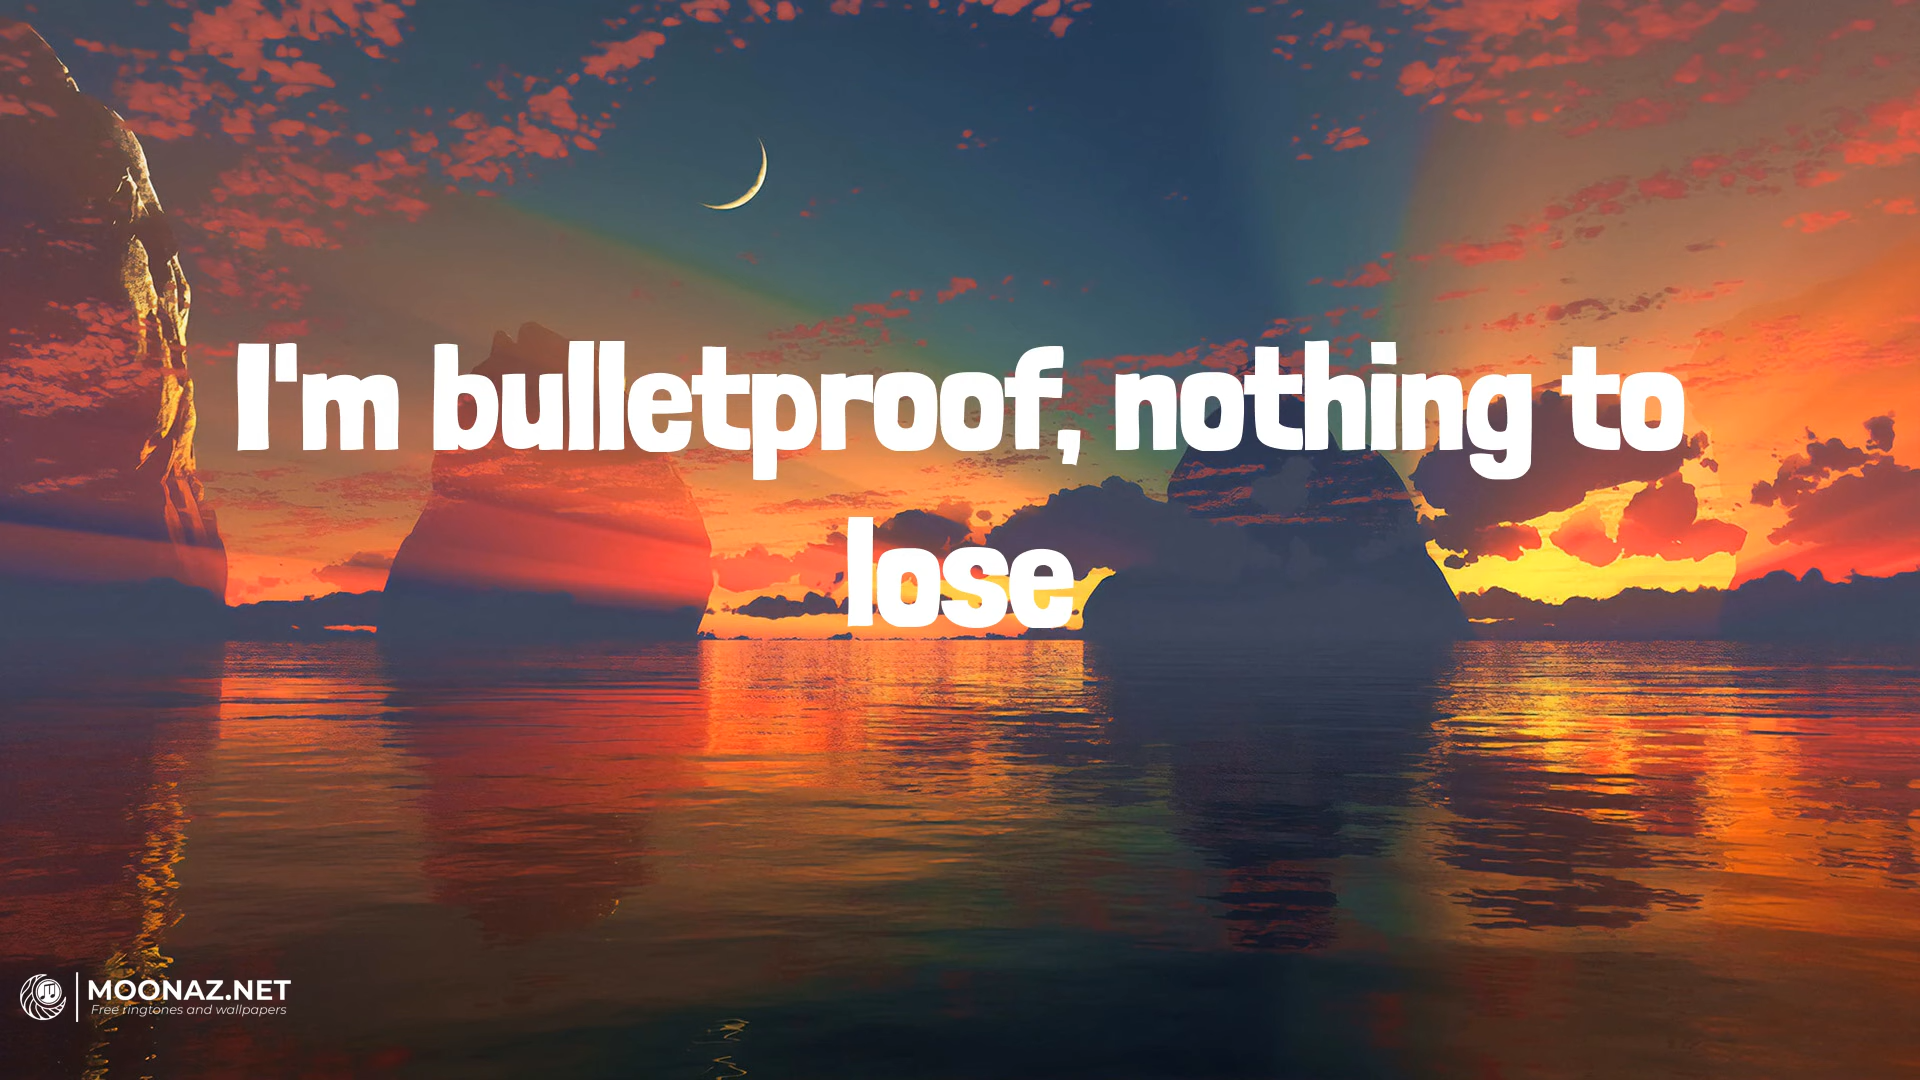 I'm bulletproof, nothing to
lose
MOONAZ.NET
Free ringtones and wallpapers